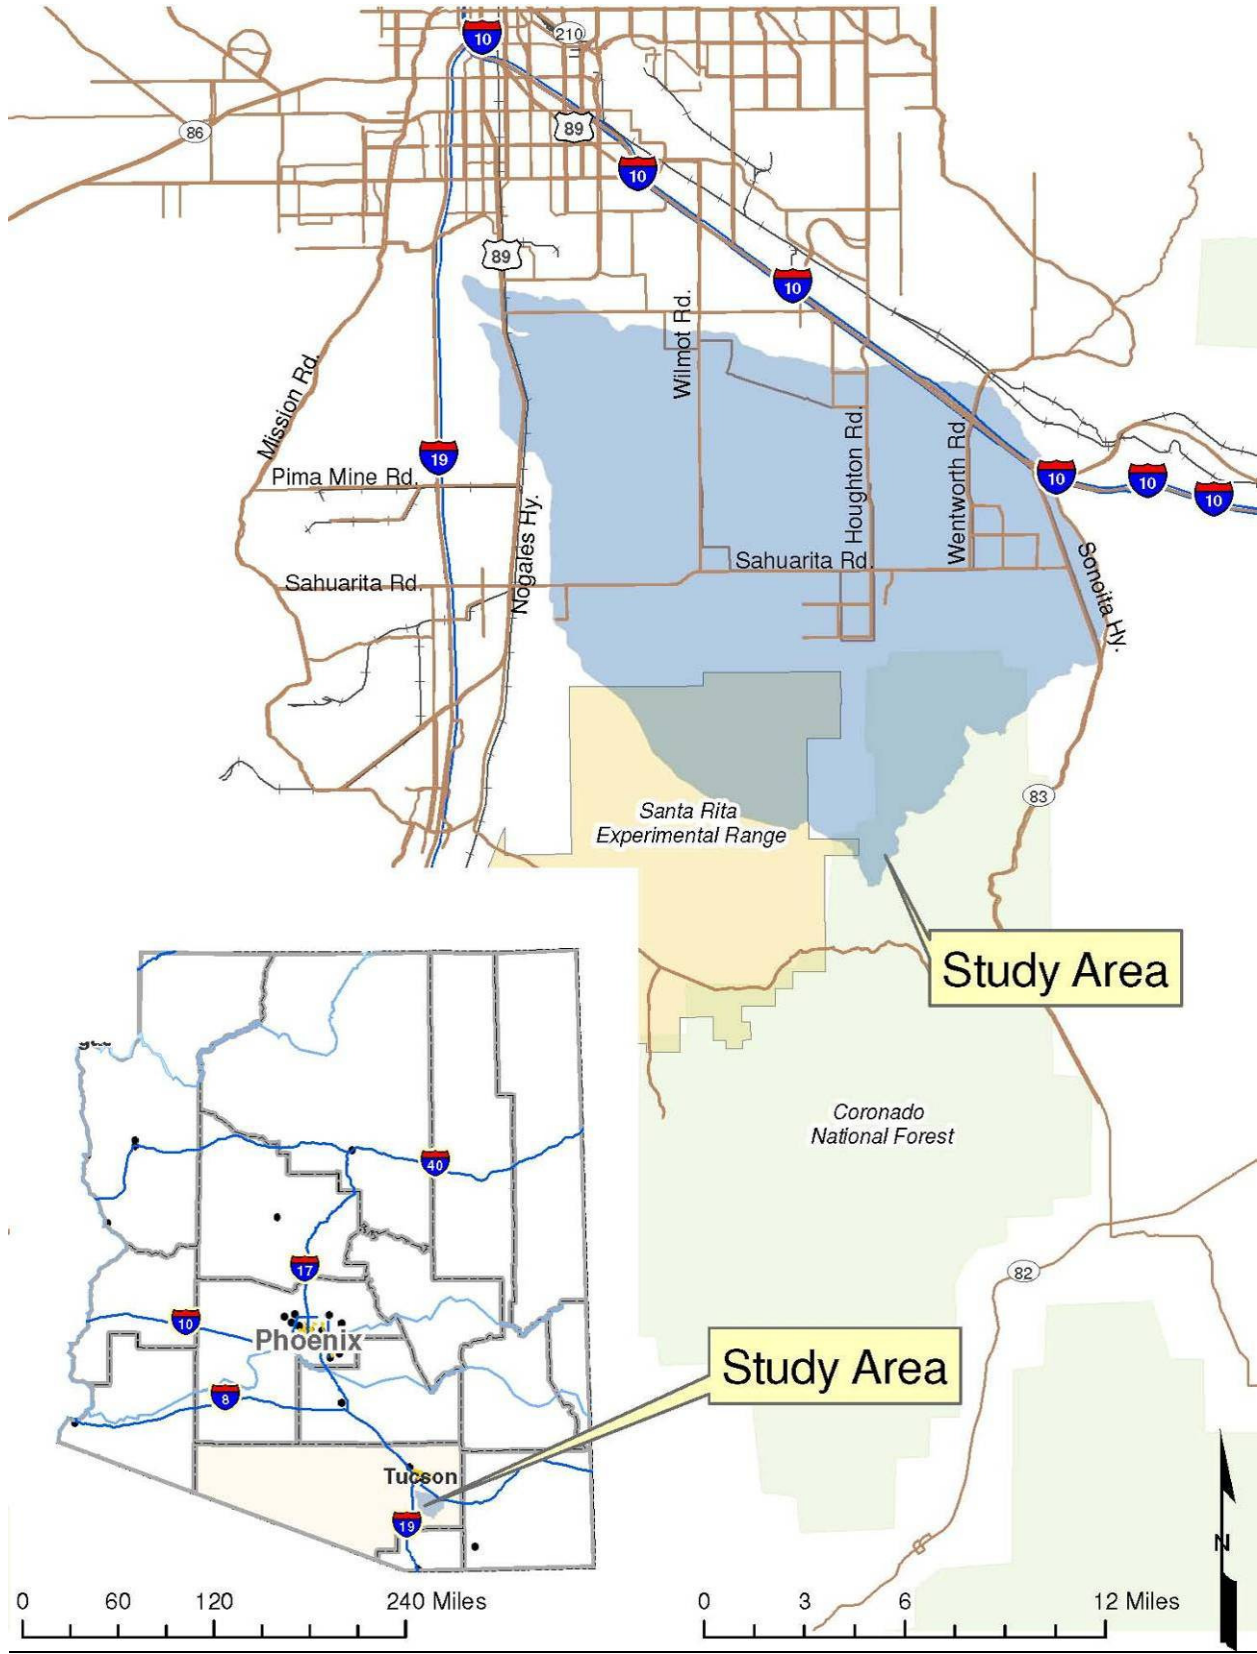 10
210
86
89
10
89
10
Wilmot Rd.
Mission Rd.
19
Pima Mine Rd.
Houghton Rd.
Wentworth Rd.
10
10
10
Nogales Hy.
Sahuarita Rd.
Sahuarita Rd.
Sonoita Hy.
83
Santa Rita
Experimental Range
Study Area
Coronado
National Forest
40
17
82
10
Phoenix
Study Area
8
Tucson
19
N
0 60 120 240 Miles
0 3 6 12 Miles